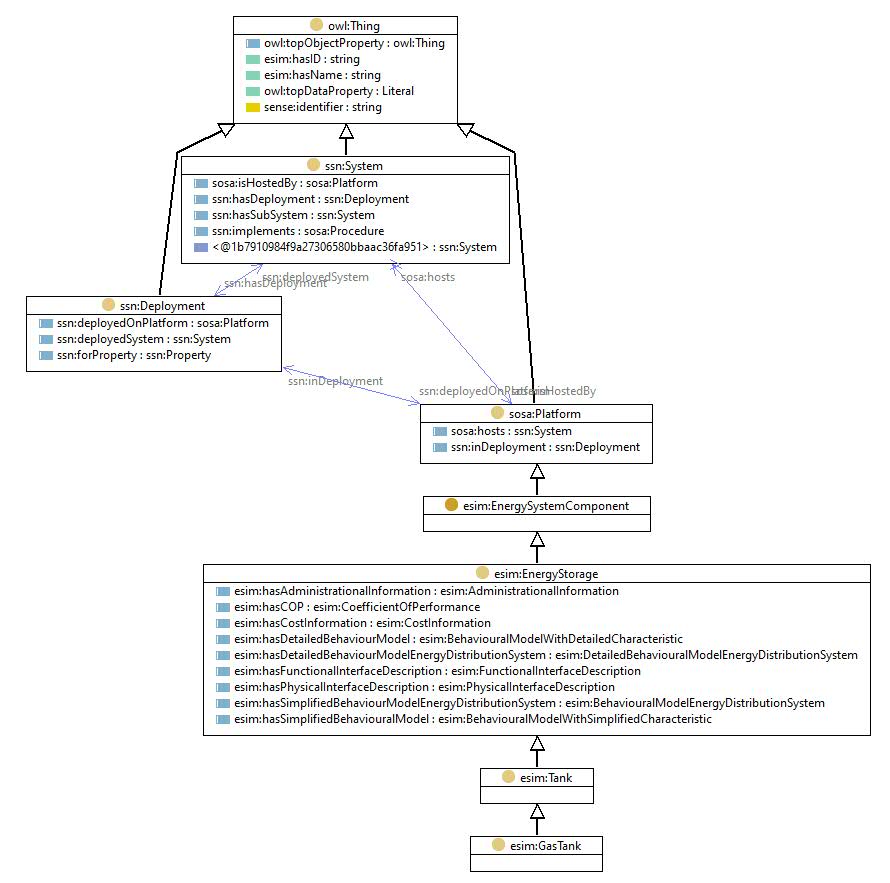 owl:Thing
owl:topObjectProperty : owl:Thing
esim:hasID : string
esim:hasName : string
owl:topDataProperty : Literal
sense:identifier : string
ssn:System
sosa:isHostedBy : sosa:Platform
ssn:hasDeployment : ssn:Deployment
ssn:hasSubSystem : ssn:System
ssn:implements : sosa:Procedure
<@1b7910984f9a27306580bbaac36fa951> : ssn:System
ssn:deployedSystem
sosa:hosts
ssn:hasDeployment
ssn:Deployment
ssn:deployedOnPlatform : sosa:Platform
ssn:deployedSystem : ssn:System
ssn:forProperty : ssn:Property
ssn:inDeployment
ssn:deployedOnPlatform
sosa:isHostedBy
sosa:Platform
sosa:hosts : ssn:System
ssn:inDeployment : ssn:Deployment
esim:EnergySystemComponent
esim:EnergyStorage
esim:hasAdministrationalInformation : esim:AdministrationalInformation
esim:hasCOP : esim:CoefficientOfPerformance
esim:hasCostInformation : esim:CostInformation
esim:hasDetailedBehaviourModel : esim:BehaviouralModelWithDetailedCharacteristic
esim:hasDetailedBehaviourModelEnergyDistributionSystem : esim:DetailedBehaviouralModelEnergyDistributionSystem
esim:hasFunctionalInterfaceDescription : esim:FunctionalInterfaceDescription
esim:hasPhysicalInterfaceDescription : esim:PhysicalInterfaceDescription
esim:hasSimplifiedBehaviourModelEnergyDistributionSystem : esim:BehaviouralModelEnergyDistributionSystem
esim:hasSimplifiedBehaviouralModel : esim:BehaviouralModelWithSimplifiedCharacteristic
esim:Tank
esim:GasTank